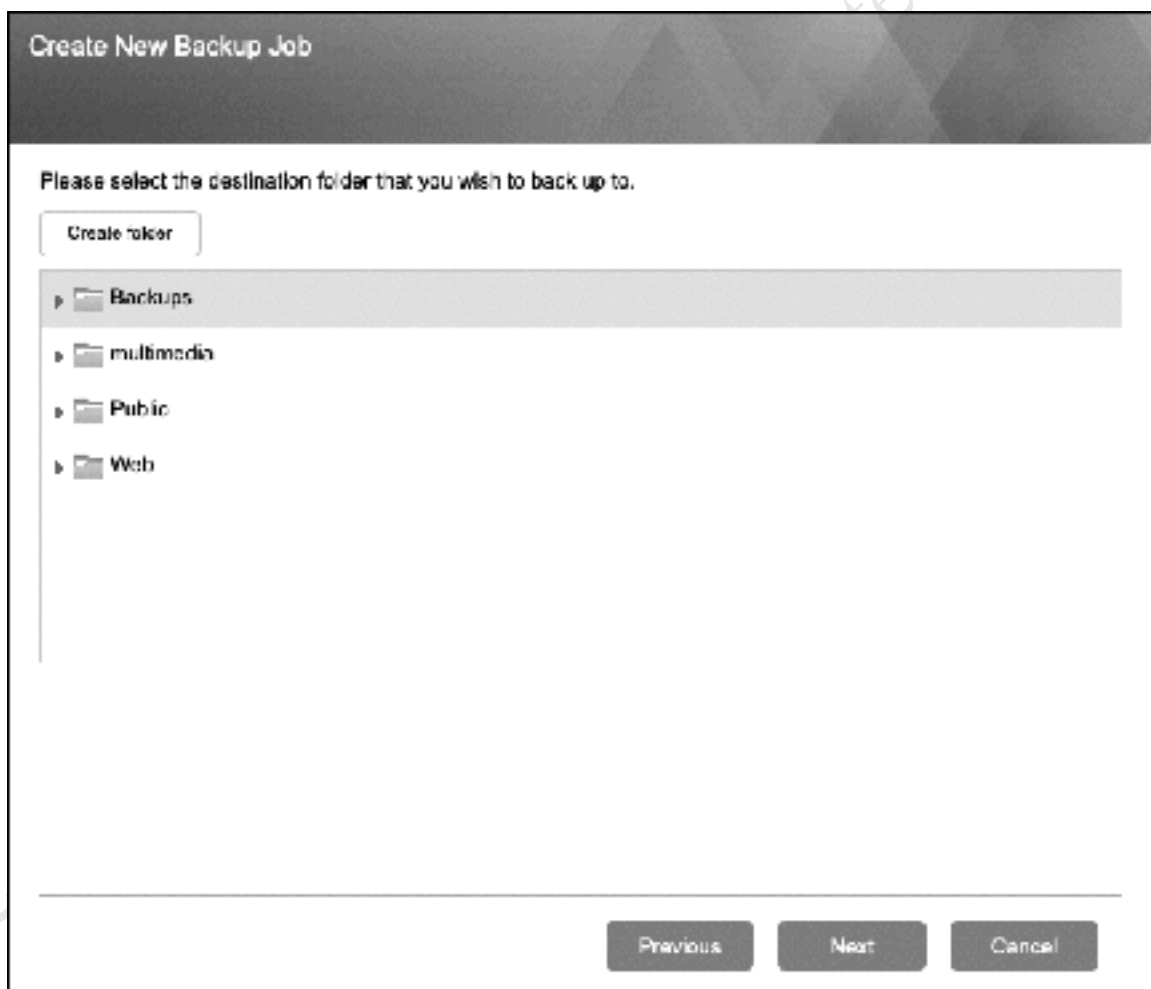 Create New Backup Job
Please select the destination folder that you wish to back up to.
Create folder
Backups
multimedia
Public
Web
Previous
Next
Cancel